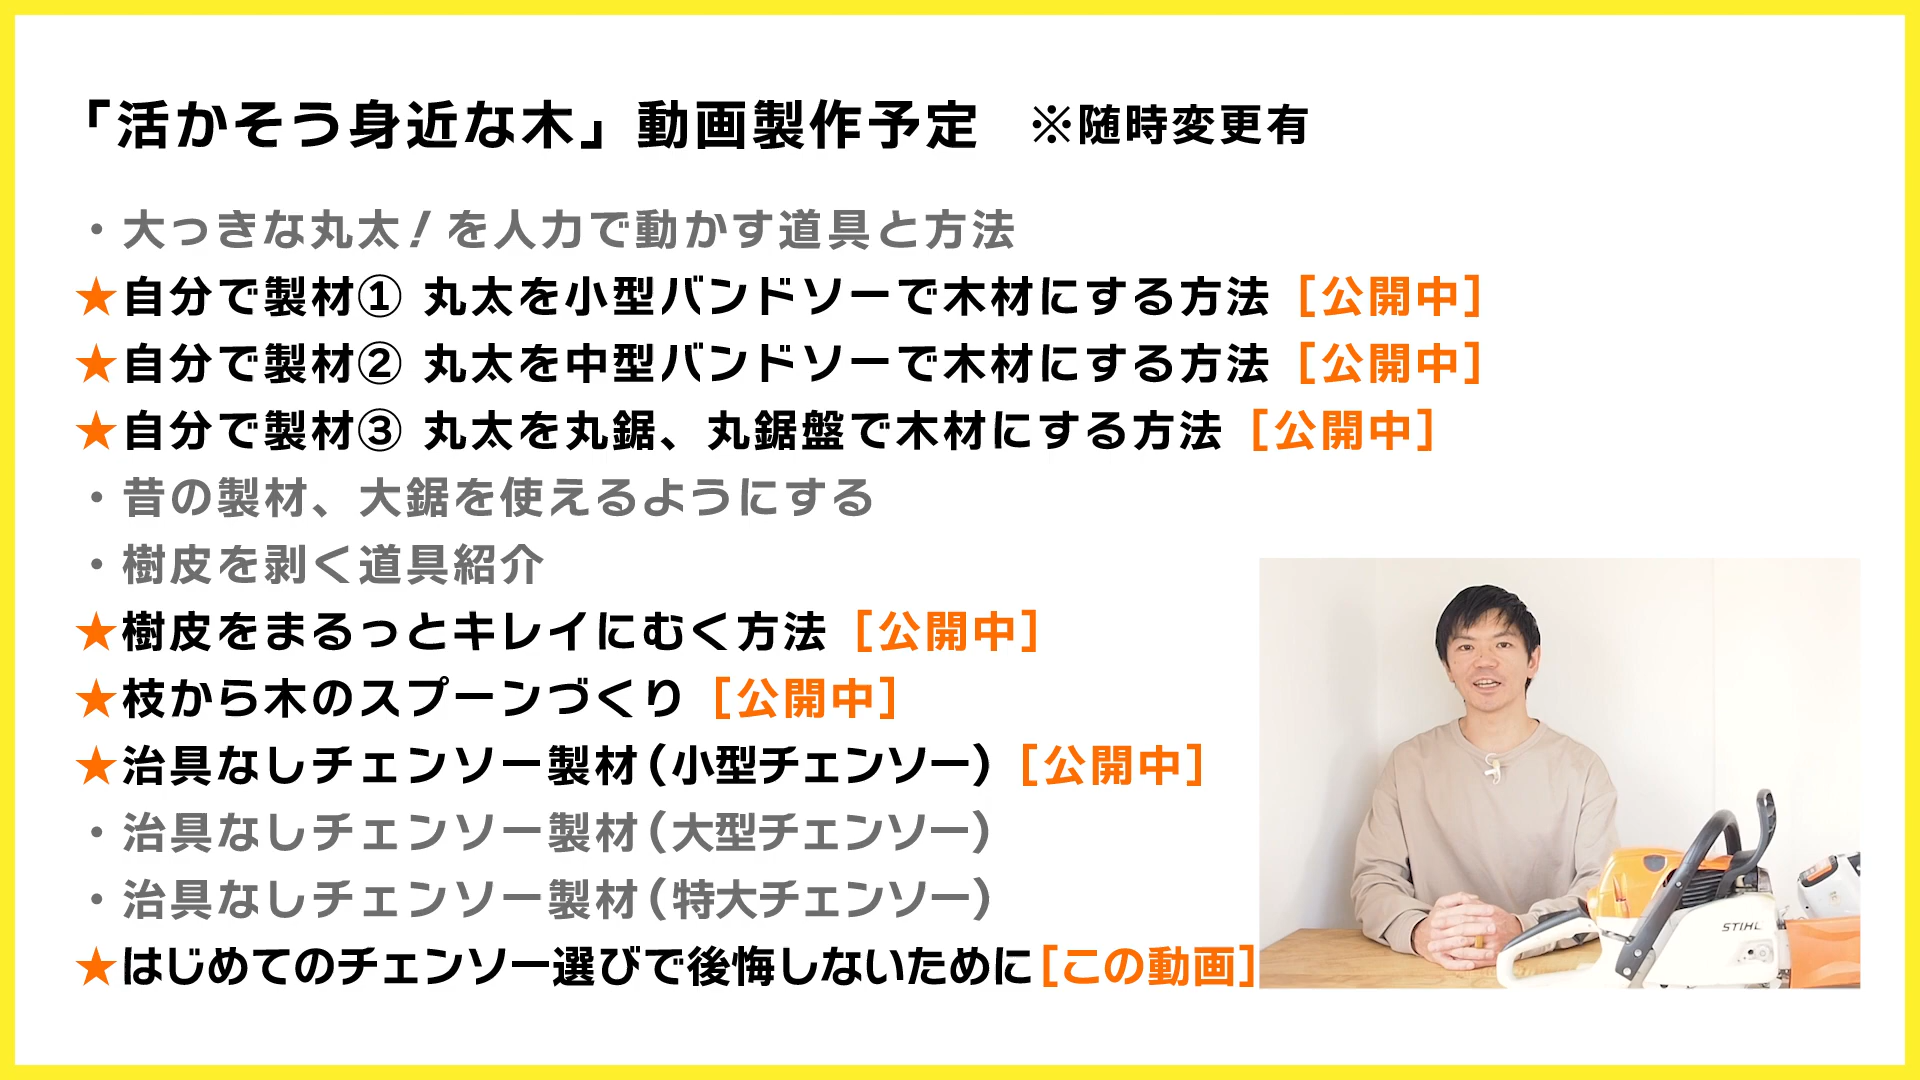 「活かそう身近な木」動画製作予定　※随時変更有
・大っきな丸太！を人力で動かす道具と方法
★自分で製材① 丸太を小型バンドソーで木材にする方法［公開中］
★自分で製材② 丸太を中型バンドソーで木材にする方法［公開中］
★自分で製材③ 丸太を丸鋸、丸鋸盤で木材にする方法［公開中］
・昔の製材、大鋸を使えるようにする
・樹皮を剥く道具紹介
★樹皮をまるっとキレイにむく方法［公開中］
★枝から木のスプーンづくり［公開中］
★治具なしチェンソー製材（小型チェンソー）［公開中］
・治具なしチェンソー製材（大型チェンソー）
・治具なしチェンソー製材（特大チェンソー）
★はじめてのチェンソー選びで後悔しないために［この動画］
STIHL